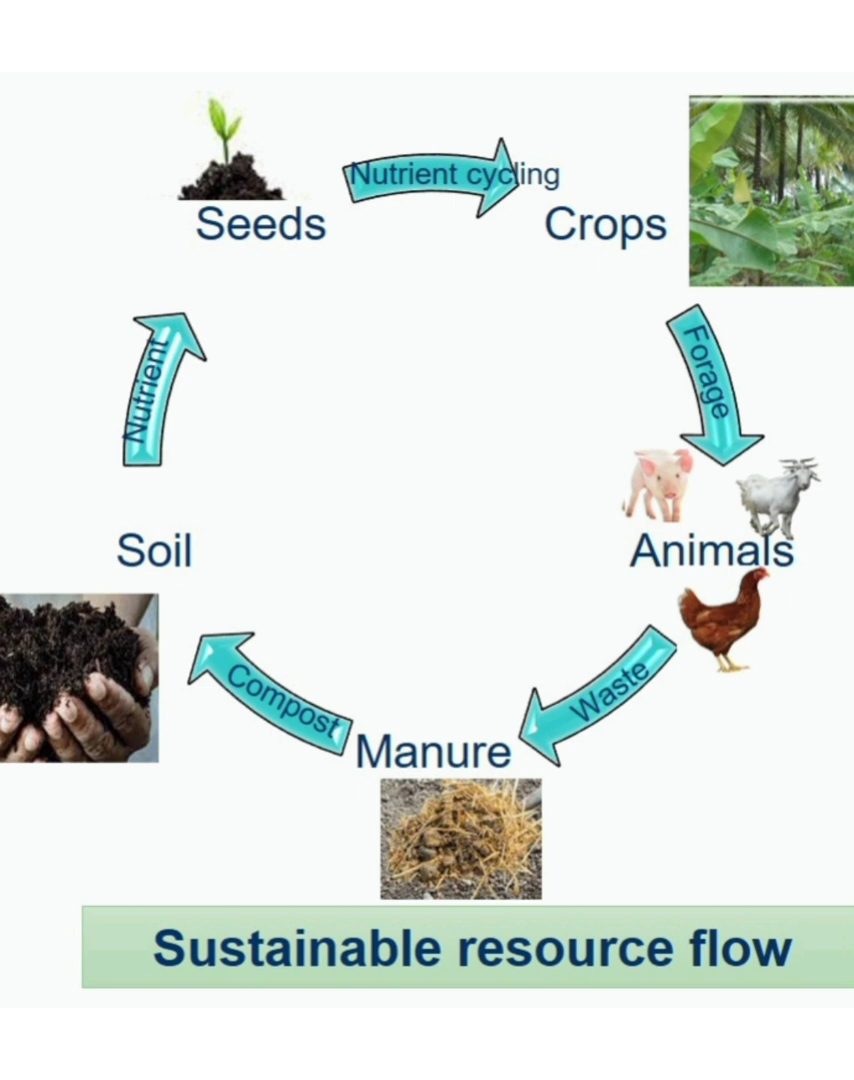 Nutrient cycling
Seeds
Crops
Forage
Animals
Waste
Manure
Compost
Soil
Nutrient
Sustainable resource flow